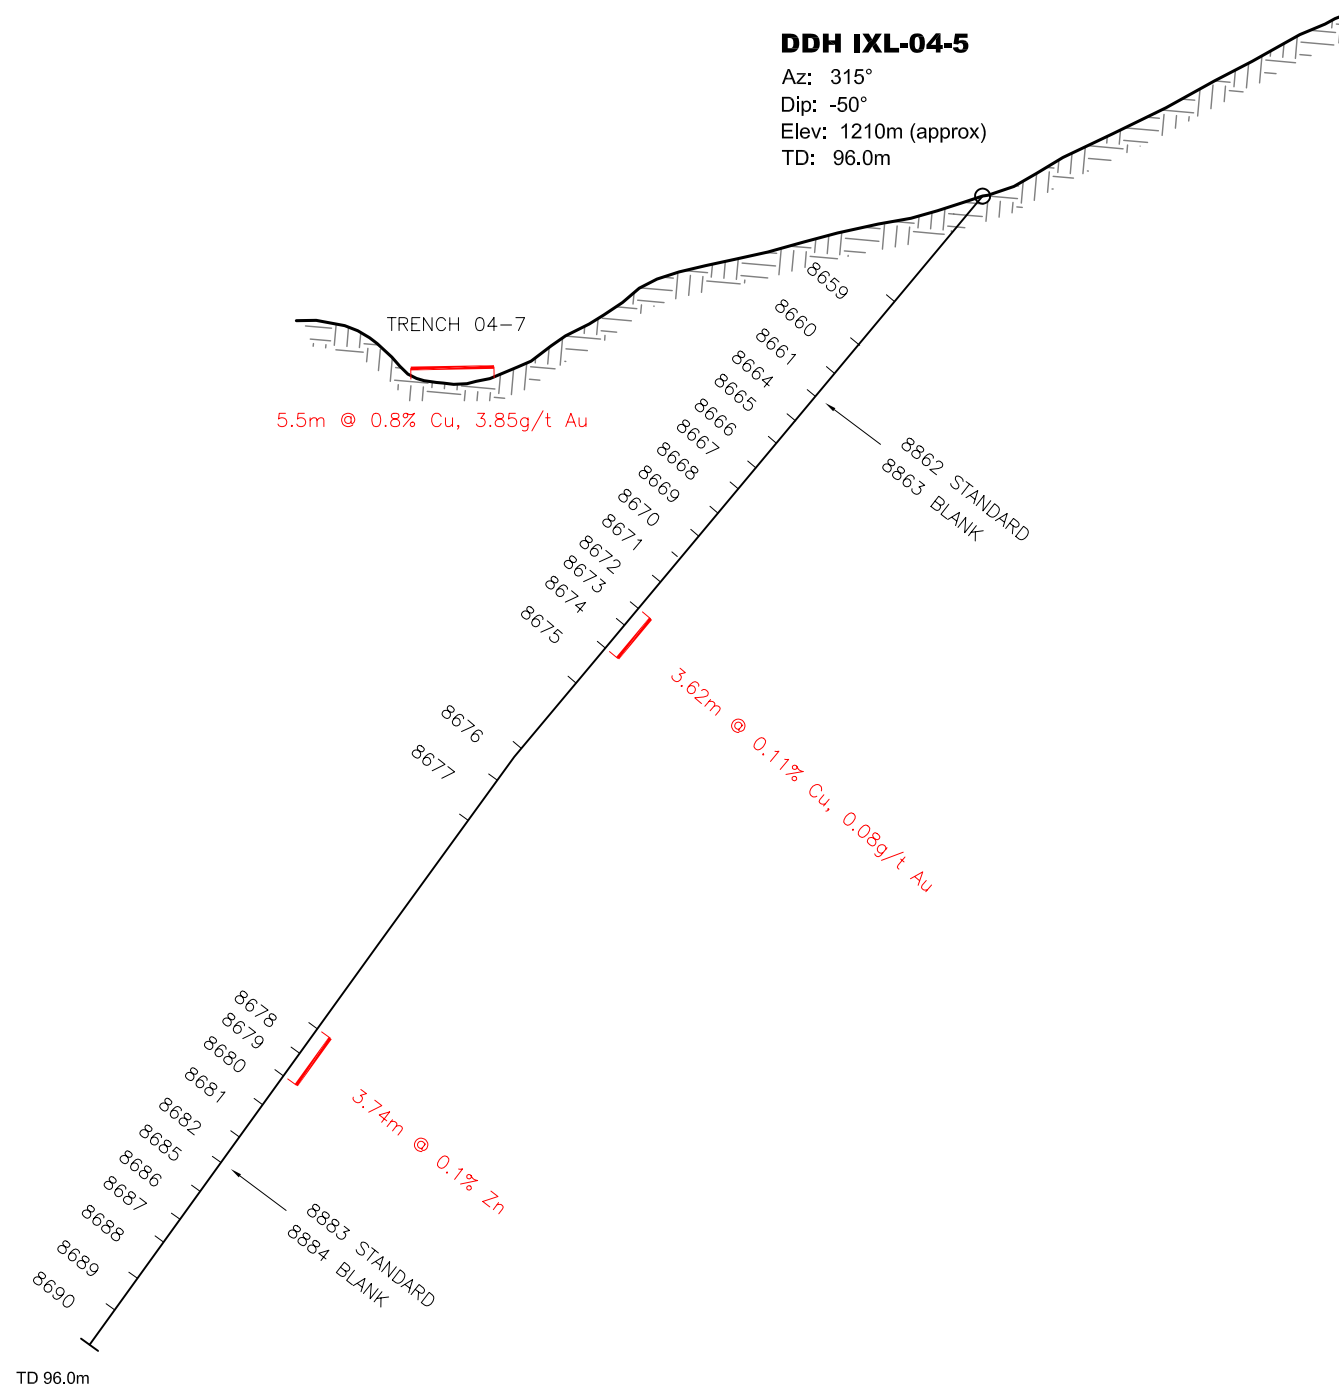 DDH IXL-04-5
Az: 315°
Dip: -50°
Elev: 1210m (approx)
TD: 96.0m
TRENCH 04-7
5.5m @ 0.8% Cu, 3.85g/t Au
8659
8660
8661
8664
8665
8666
8667
8668
8669
8670
8671
8672
8673
8674
8675
8862 STANDARD
8863 BLANK
3.62m @ 0.11% Cu, 0.08g/t Au
8676
8677
8678
8679
8680
8681
8682
8685
8686
8687
8688
8689
8690
3.74m @ 0.1% Zn
8883 STANDARD
8884 BLANK
TD 96.0m